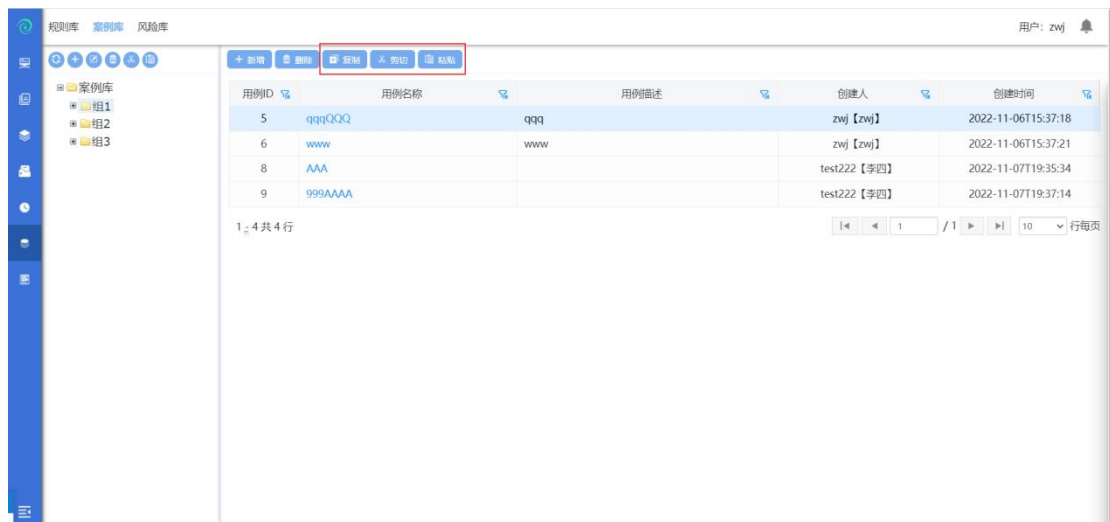 规则库 案例库 风险库 用户：zwj
新增 删除 复制 剪切 粘贴
案例库
组1
组2
组3
用例ID 用例名称 用例描述 创建人 创建时间
5 qqqQQQ qqq zwj【zwj】 2022-11-06T15:37:18
6 www www zwj【zwj】 2022-11-06T15:37:21
8 AAA test222【李四】 2022-11-07T19:35:34
9 999AAAA test222【李四】 2022-11-07T19:37:14
1 - 4 共 4 行 1 / 1 10 行每页